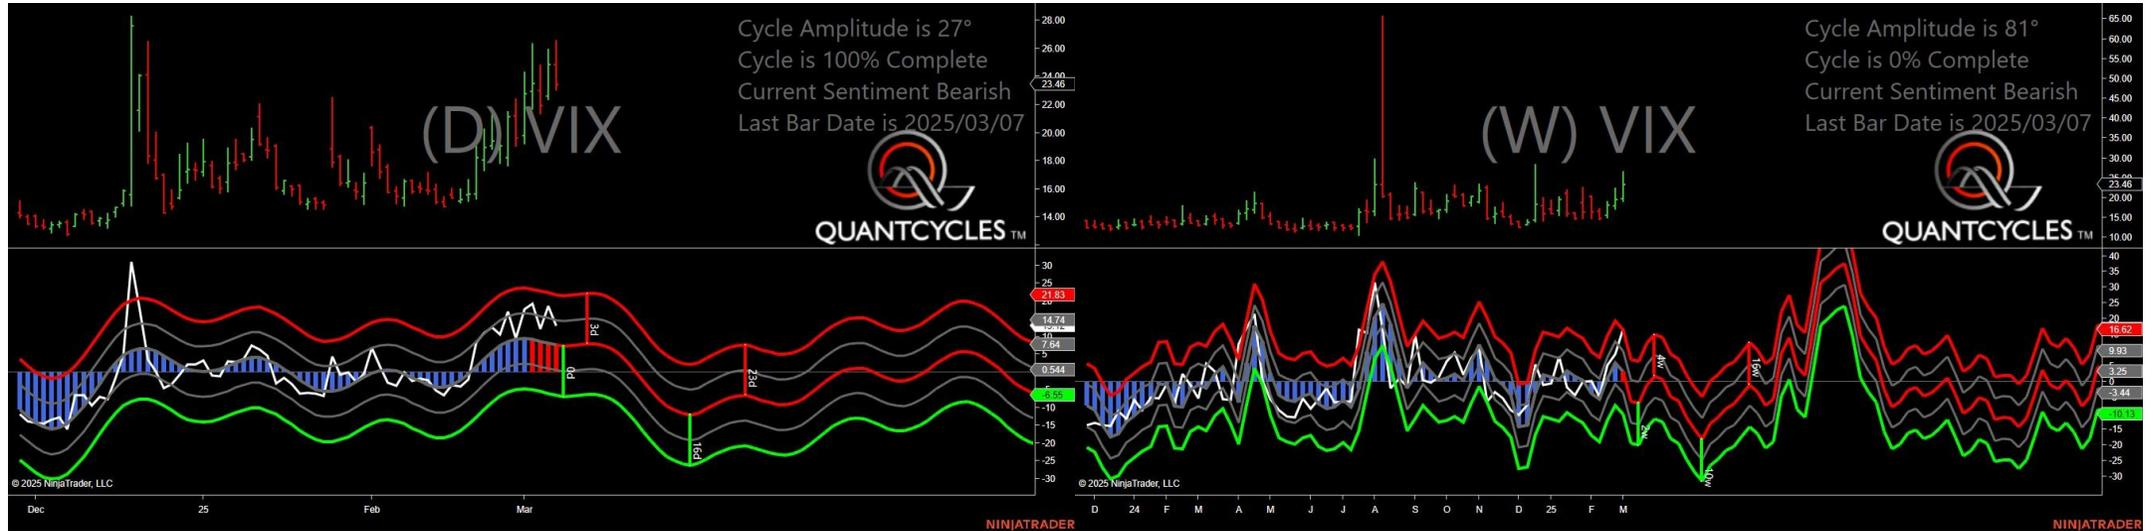 Cycle Amplitude is 27°
Cycle is 100% Complete
Current Sentiment Bearish
Last Bar Date is 2025/03/07
(D) VIX
QUANTCYCLES TM
28.00
26.00
24.00
23.46
22.00
20.00
18.00
16.00
14.00
30
25
21.83
14.74
10
7.64
5
0.544
-6.55
-10
-15
-20
-25
-30
3d
0d
16d
23d
© 2025 NinjaTrader, LLC
Dec 25 Feb Mar
NINJATRADER
Cycle Amplitude is 81°
Cycle is 0% Complete
Current Sentiment Bearish
Last Bar Date is 2025/03/07
(W) VIX
QUANTCYCLES TM
65.00
60.00
55.00
50.00
45.00
40.00
35.00
30.00
25.00
23.46
20.00
15.00
10.00
40
35
30
25
20
16.62
9.93
3.25
0
-3.44
-10.13
-15
-20
-25
-30
4w
2w
10w
16w
© 2025 NinjaTrader, LLC
D 24 F M A M J J A S O N D 25 F M
NINJATRADER